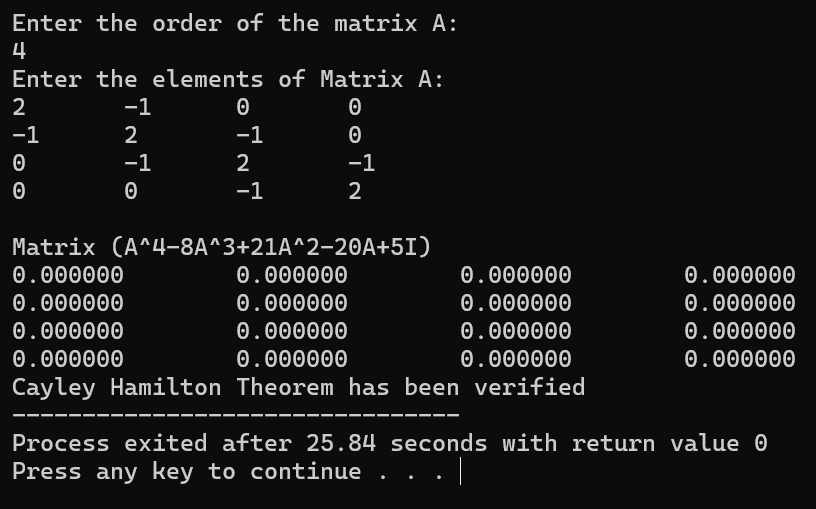 Enter the order of the matrix A:
4
Enter the elements of Matrix A:
2 -1 0 0
-1 2 -1 0
0 -1 2 -1
0 0 -1 2
Matrix (A^4-8A^3+21A^2-20A+5I)
0.000000 0.000000 0.000000 0.000000
0.000000 0.000000 0.000000 0.000000
0.000000 0.000000 0.000000 0.000000
0.000000 0.000000 0.000000 0.000000
Cayley Hamilton Theorem has been verified
--------------------------------
Process exited after 25.84 seconds with return value 0
Press any key to continue . . .